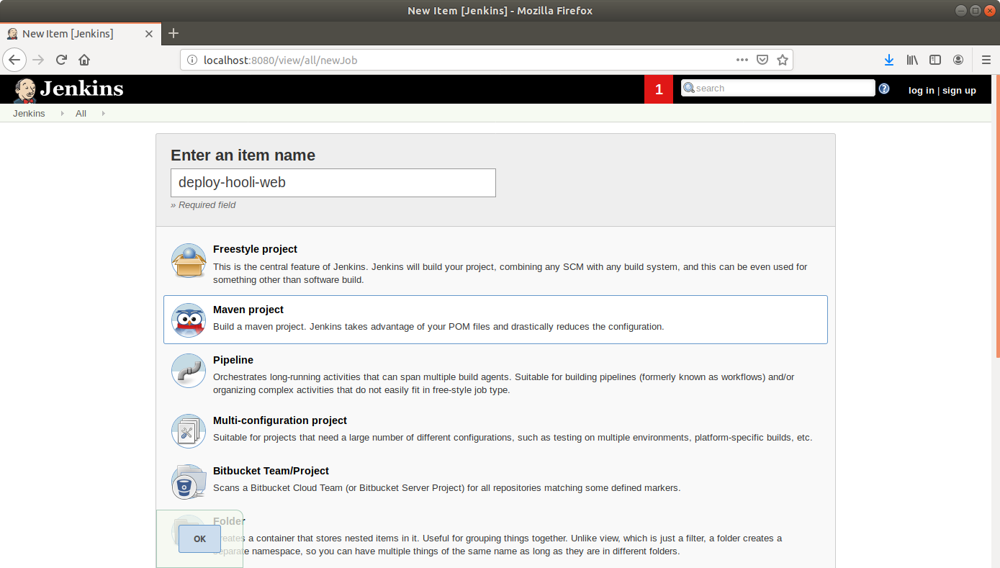 New Item [Jenkins] - Mozilla Firefox
New Item [Jenkins]
localhost:8080/view/all/newJob
Jenkins
1
search
log in | sign up
Jenkins
All
Enter an item name
deploy-hooli-web
» Required field
Freestyle project
This is the central feature of Jenkins. Jenkins will build your project, combining any SCM with any build system, and this can be even used for
something other than software build.
Maven project
Build a maven project. Jenkins takes advantage of your POM files and drastically reduces the configuration.
Pipeline
Orchestrates long-running activities that can span multiple build agents. Suitable for building pipelines (formerly known as workflows) and/or
organizing complex activities that do not easily fit in free-style job type.
Multi-configuration project
Suitable for projects that need a large number of different configurations, such as testing on multiple environments, platform-specific builds, etc.
Bitbucket Team/Project
Scans a Bitbucket Cloud Team (or Bitbucket Server Project) for all repositories matching some defined markers.
Folder
OK
Creates a container that stores nested items in it. Useful for grouping things together. Unlike view, which is just a filter, a folder creates a
separate namespace, so you can have multiple things of the same name as long as they are in different folders.